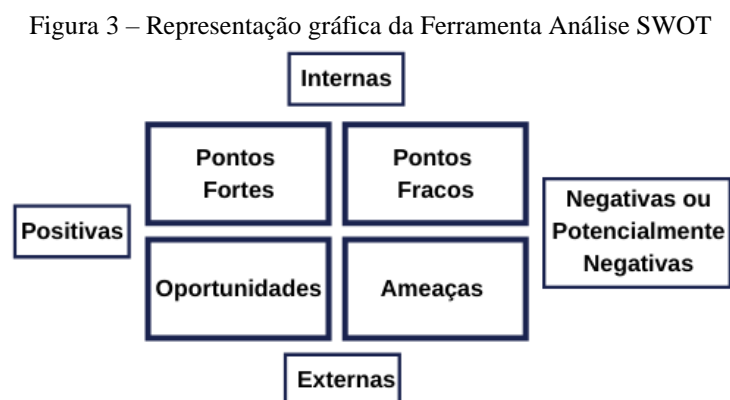 Figura 3 – Representação gráfica da Ferramenta Análise SWOT
Internas
Pontos
Fortes
Pontos
Fracos
Positivas
Negativas ou
Potencialmente
Negativas
Oportunidades
Ameaças
Externas